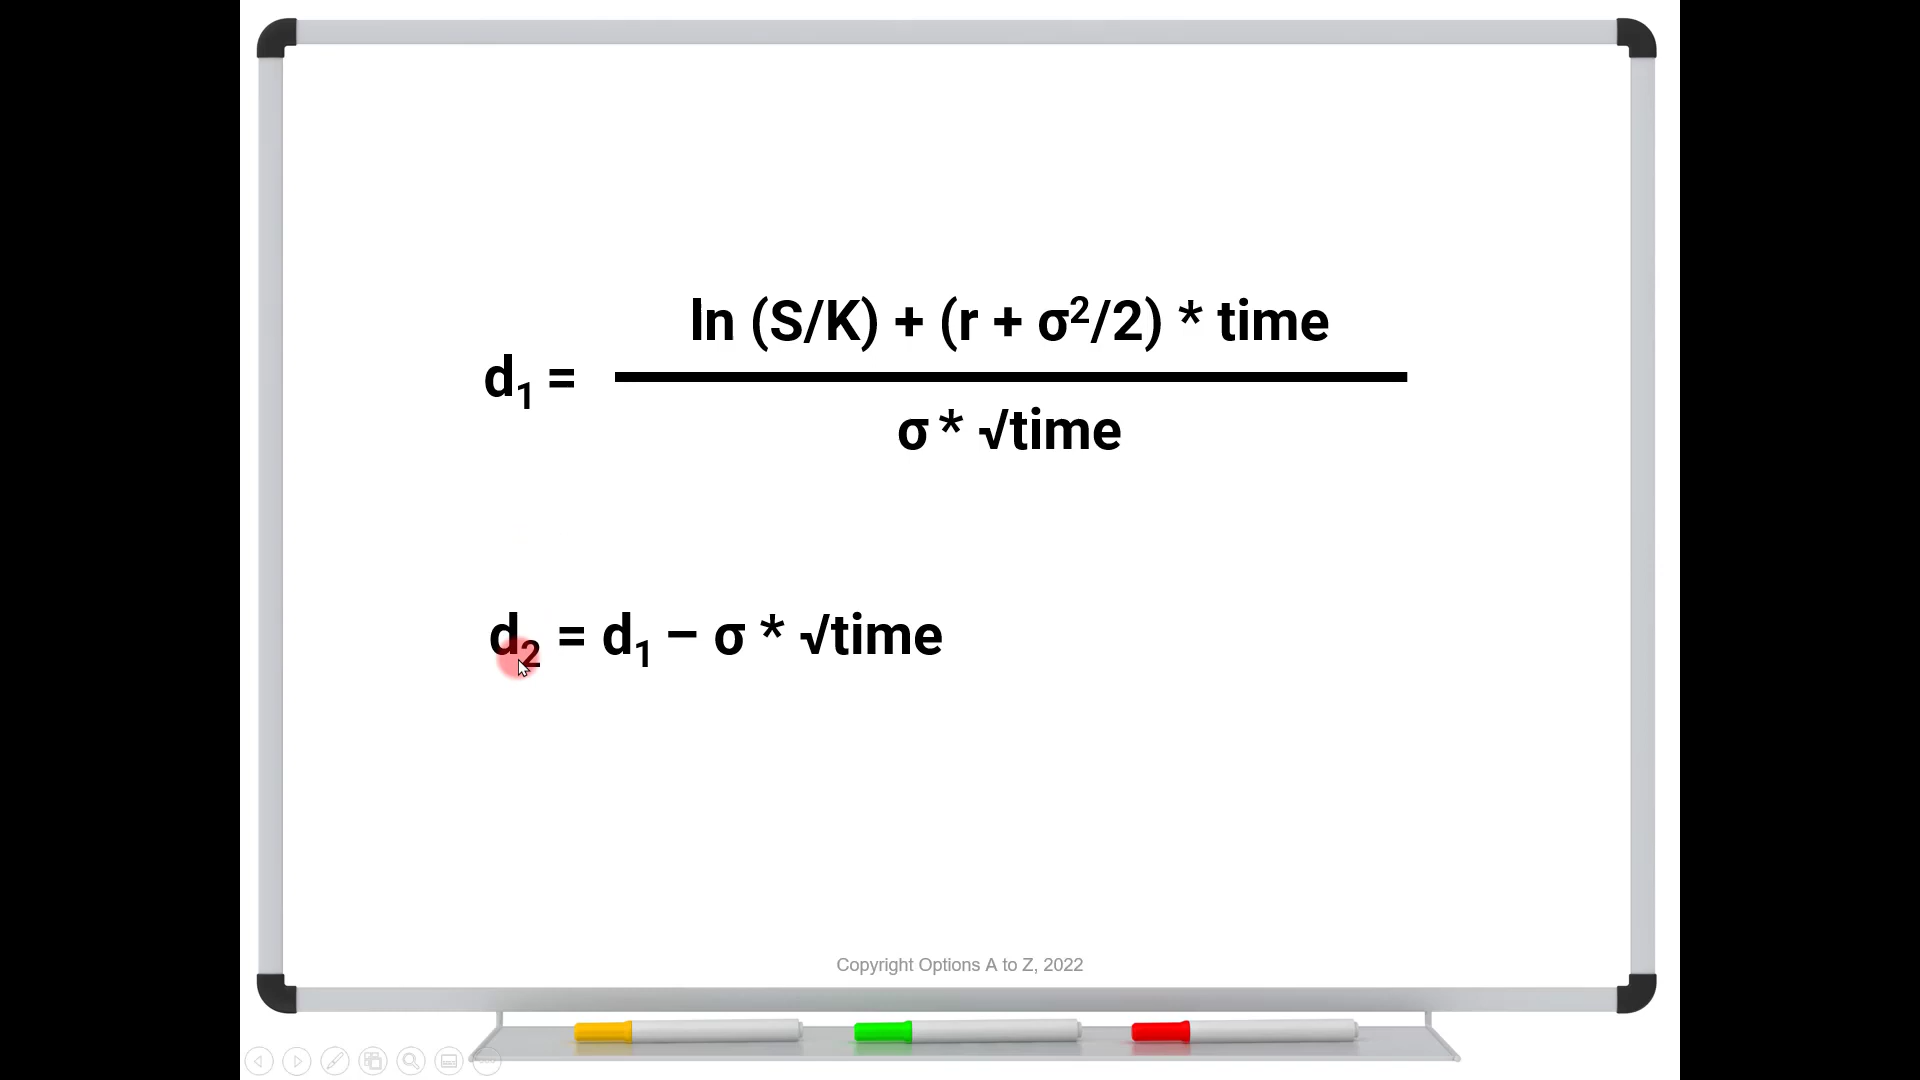 ln (S/K) + (r + σ²/2) * time
d₁ =
σ * √time
d₂ = d₁ – σ * √time
Copyright Options A to Z, 2022